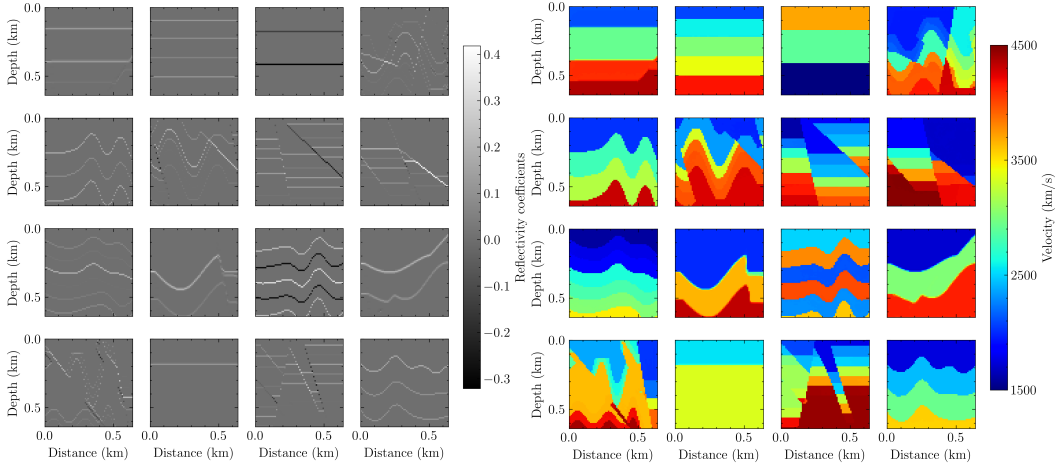 0.0
0.5
Depth (km)
0.0
0.5
Depth (km)
0.0
0.5
Depth (km)
0.0
0.5
Depth (km)
0.0 0.5
Distance (km)
0.0 0.5
Distance (km)
0.0 0.5
Distance (km)
0.0 0.5
Distance (km)
0.4
0.3
0.2
0.1
0.0
−0.1
−0.2
−0.3
Reflectivity coefficients
0.0
0.5
Depth (km)
0.0
0.5
Depth (km)
0.0
0.5
Depth (km)
0.0
0.5
Depth (km)
0.0 0.5
Distance (km)
0.0 0.5
Distance (km)
0.0 0.5
Distance (km)
0.0 0.5
Distance (km)
4500
3500
2500
1500
Velocity (km/s)